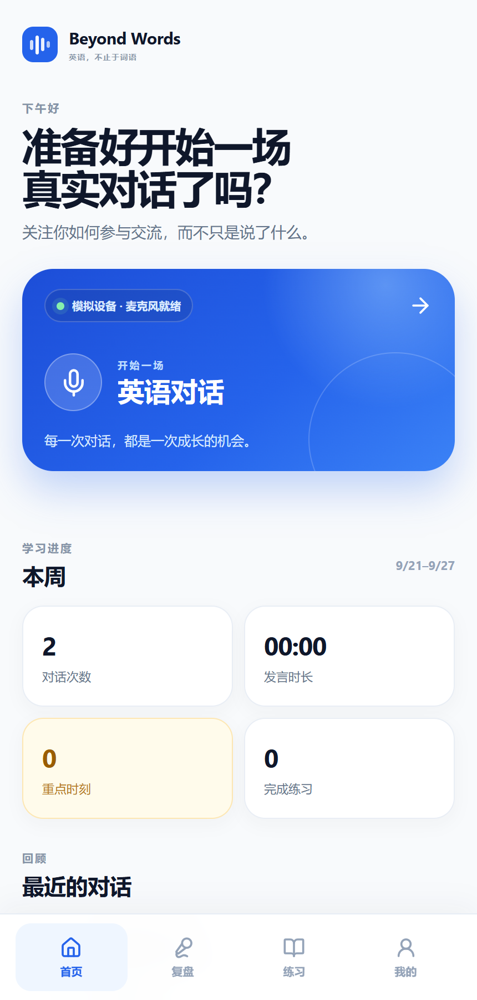 Beyond Words
英语，不止于词语
下午好
准备好开始一场
真实对话了吗？
关注你如何参与交流，而不只是说了什么。
模拟设备 · 麦克风就绪
开始一场
英语对话
每一次对话，都是一次成长的机会。
学习进度
本周
9/21–9/27
2
对话次数
00:00
发言时长
0
重点时刻
0
完成练习
回顾
最近的对话
首页
复盘
练习
我的